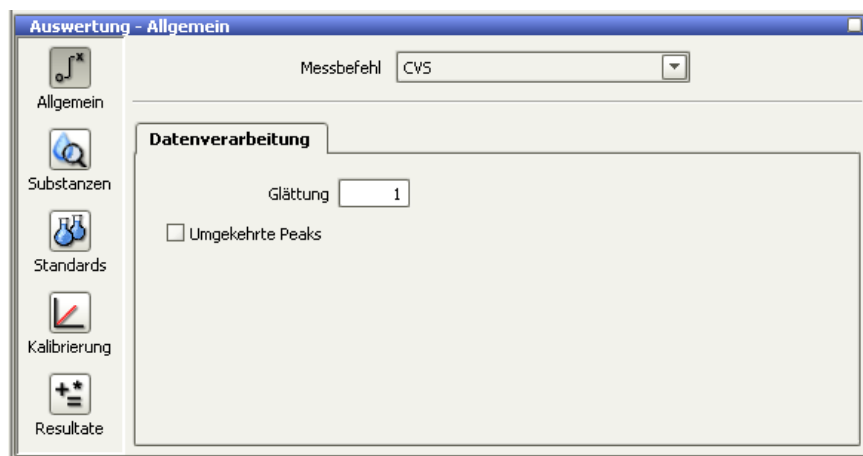 Auswertung - Allgemein
Allgemein
Substanzen
Standards
Kalibrierung
Resultate
Messbefehl CVS
Datenverarbeitung
Glättung 1
Umgekehrte Peaks